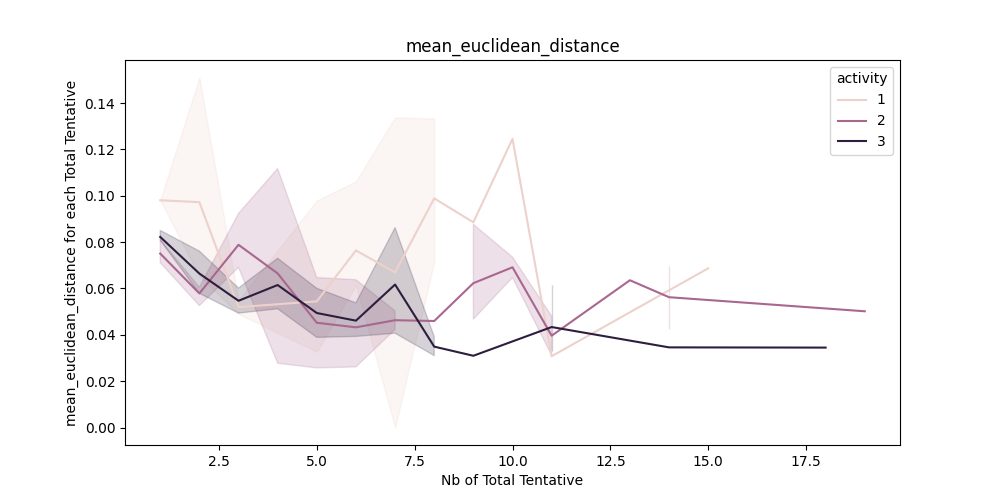 mean_euclidean_distance
mean_euclidean_distance for each Total Tentative
0.14
0.12
0.10
0.08
0.06
0.04
0.02
0.00
activity
1
2
3
2.5 5.0 7.5 10.0 12.5 15.0 17.5
Nb of Total Tentative